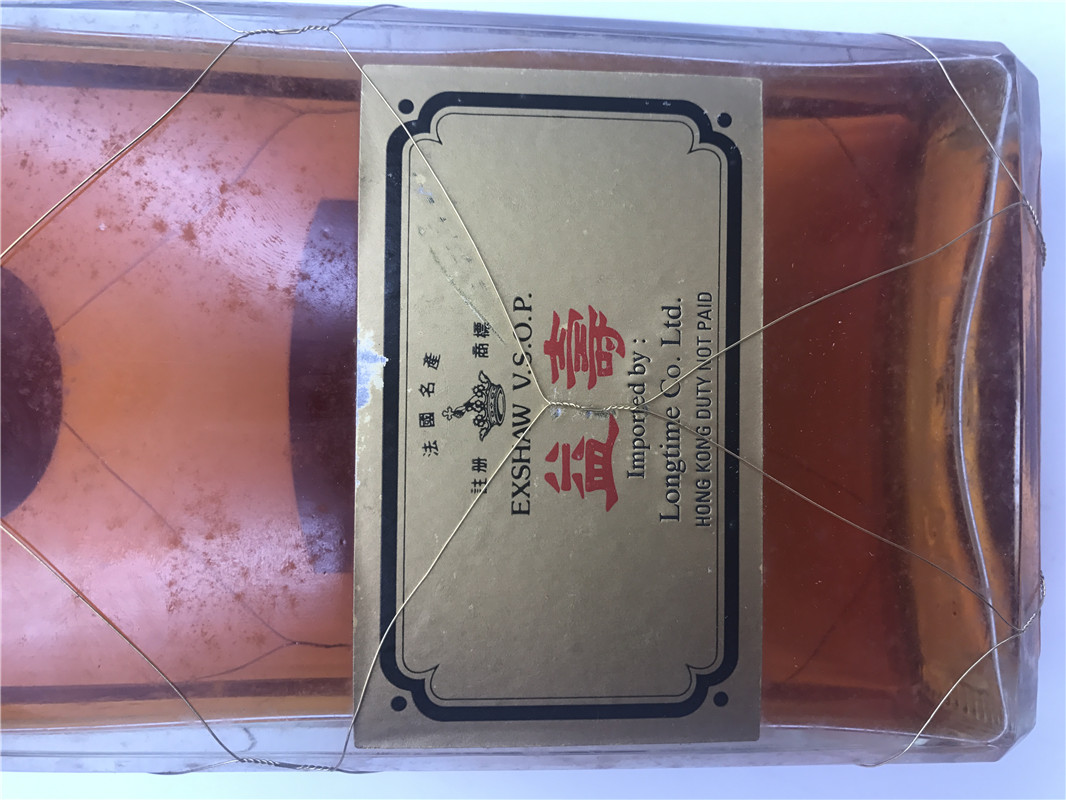 法國名產
註册 商標
EXSHAW V.S.O.P.
益壽
Imported by :
Longtime Co. Ltd.
HONG KONG DUTY NOT PAID